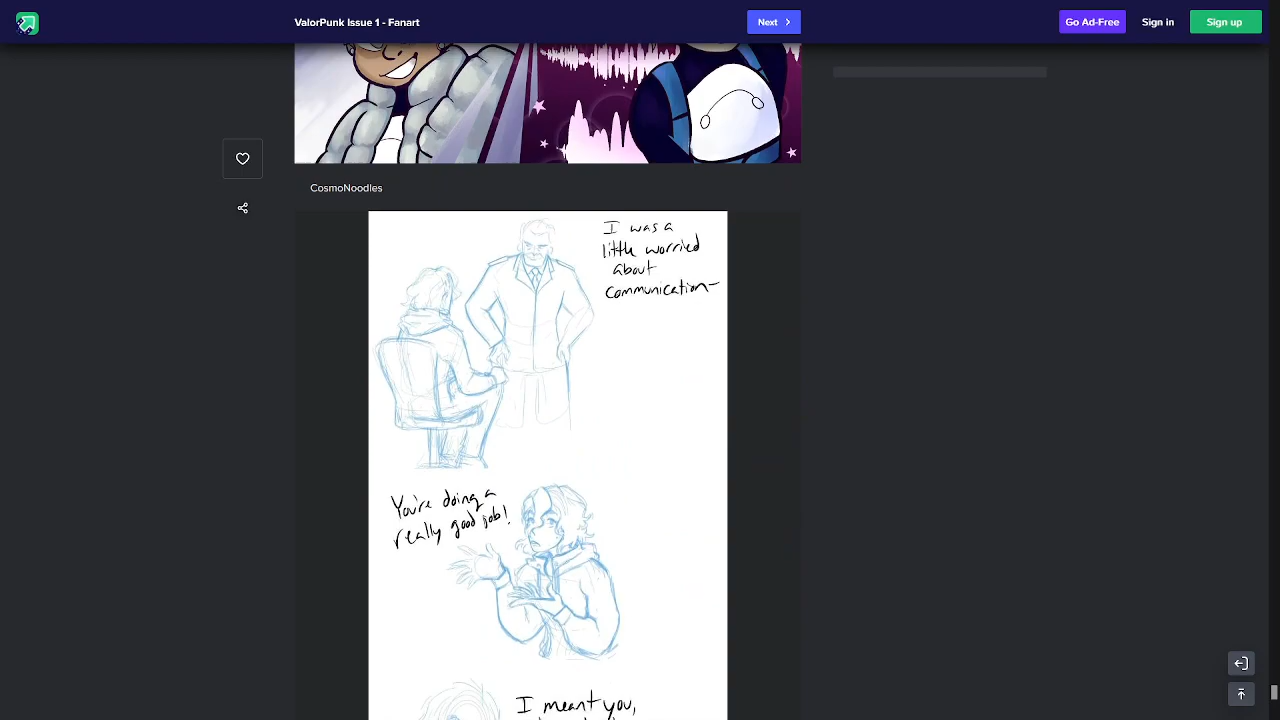 ValorPunk Issue 1 - Fanart
Next
Go Ad-Free
Sign in
Sign up
CosmoNoodles
I was a
little worried
about
communication-
You're doing a
really good job!
I meant you,